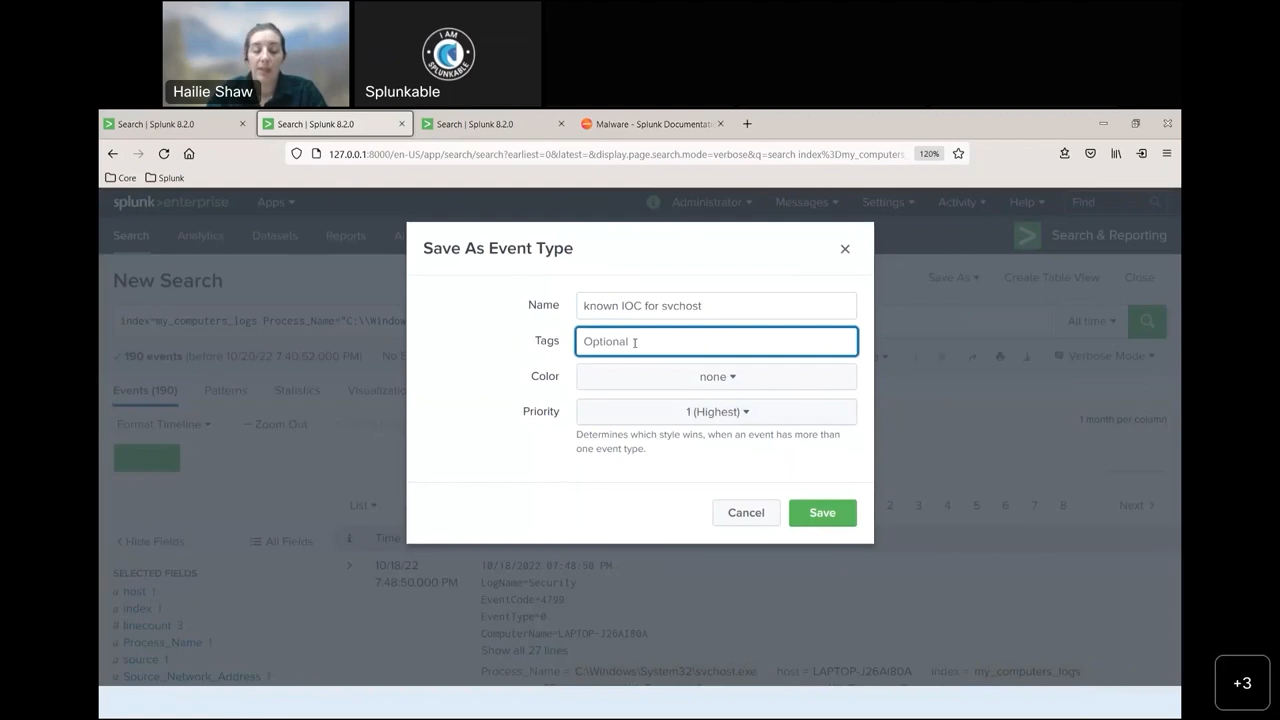 Hailie Shaw
I AM
SPLUNKABLE
Splunkable
Search | Splunk 8.2.0
Search | Splunk 8.2.0
Search | Splunk 8.2.0
Malware - Splunk Documentati
127.0.0.1:8000/en-US/app/search/search?earliest=0&latest=&display.page.search.mode=verbose&q=search index%3Dmy_computers_
120%
Core Splunk
splunk>enterprise Apps Administrator Messages Settings Activity Help Find
Search Analytics Datasets Reports Al Search & Reporting
New Search Save As Create Table View Close
index=my_computers_logs Process_Name="C:\\Window All time
190 events (before 10/20/22 7:40:52.000 PM) No S Verbose Mode
Events (190) Patterns Statistics Visualizatio
Format Timeline — Zoom Out 1 month per column
Save As Event Type
Name known IOC for svchost
Tags Optional
Color none
Priority 1 (Highest)
Determines which style wins, when an event has more than
one event type.
Cancel Save
List 2 3 4 5 6 7 8 Next
Hide Fields All Fields i Time
SELECTED FIELDS
a host 1
a index 1
# linecount 3
a Process_Name 1
a source 1
a Source_Network_Address 7
10/18/22
7:48:50.000 PM
10/18/2022 07:48:50 PM
LogName=Security
EventCode=4799
EventType=0
ComputerName=LAPTOP-J26AI80A
Show all 27 lines
Process_Name = C:\Windows\System32\svchost.exe host = LAPTOP-J26AI80A index = my_computers_logs
+3